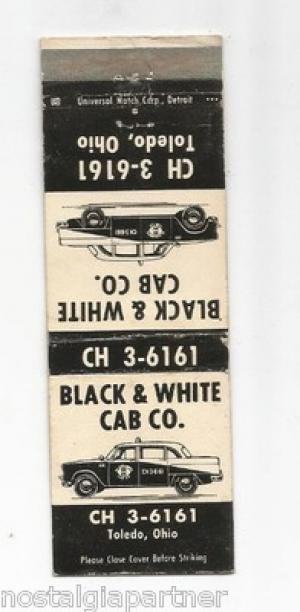 Universal Match Corp., Detroit
Toledo, Ohio
CH 3-6161
BLACK & WHITE
CAB CO.
CH 3-6161
BLACK & WHITE
CAB CO.
CH 3-6161
Toledo, Ohio
Please Close Cover Before Striking
nostalgiapartner